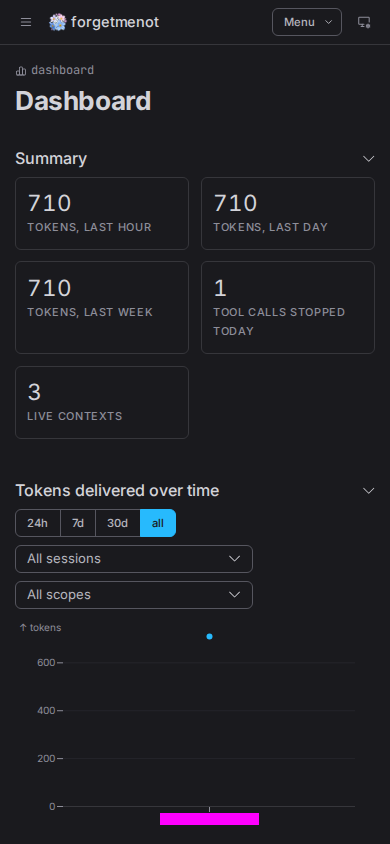 forgetmenot
Menu
dashboard
Dashboard
Summary
710
TOKENS, LAST HOUR
710
TOKENS, LAST DAY
710
TOKENS, LAST WEEK
1
TOOL CALLS STOPPED
TODAY
3
LIVE CONTEXTS
Tokens delivered over time
24h 7d 30d all
All sessions
All scopes
↑ tokens
600
400
200
0